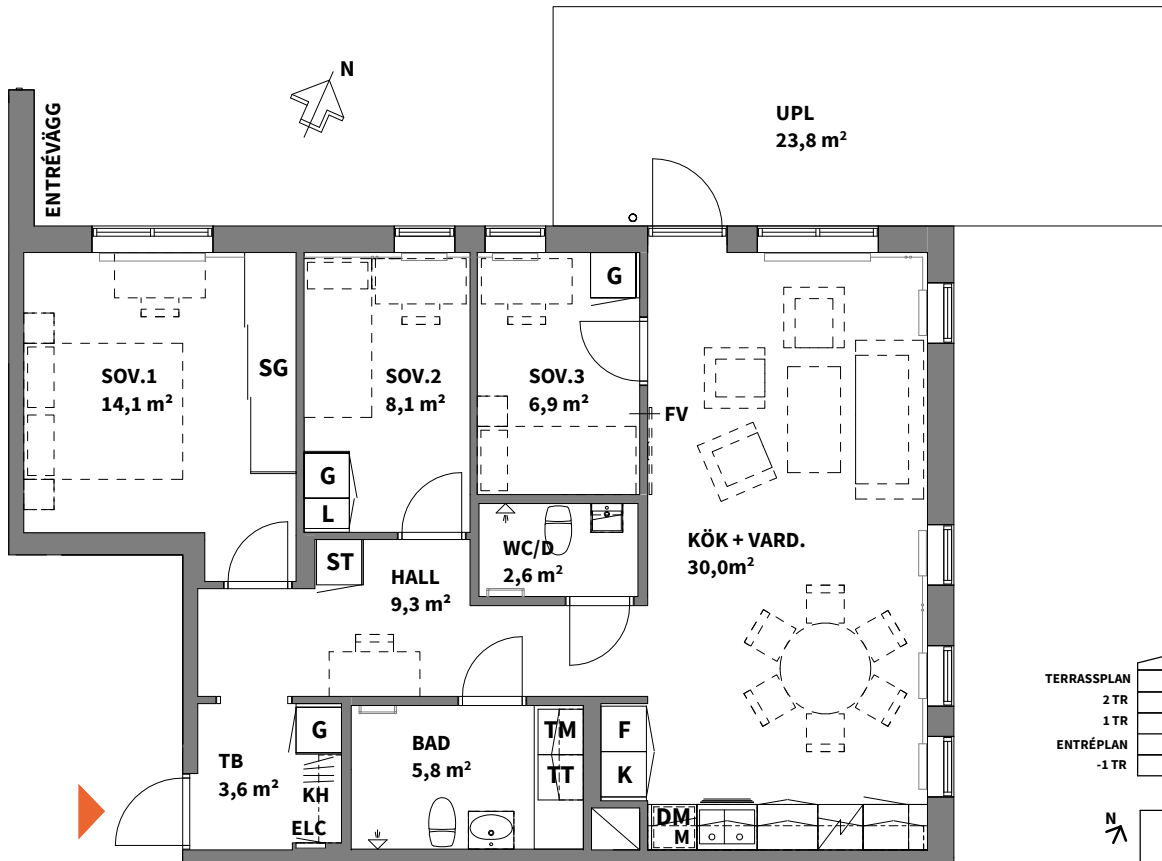 N
ENTRÉVÄGG
UPL
23,8 m²
G
SG
SOV.1
14,1 m²
SOV.2
8,1 m²
SOV.3
6,9 m²
FV
G
L
ST
HALL
9,3 m²
WC/D
2,6 m²
KÖK + VARD.
30,0m²
TERRASSPLAN
2 TR
1 TR
ENTRÉPLAN
-1 TR
G
TB
3,6 m²
KH
ELC
BAD
5,8 m²
TM
TT
F
K
DM
M
N